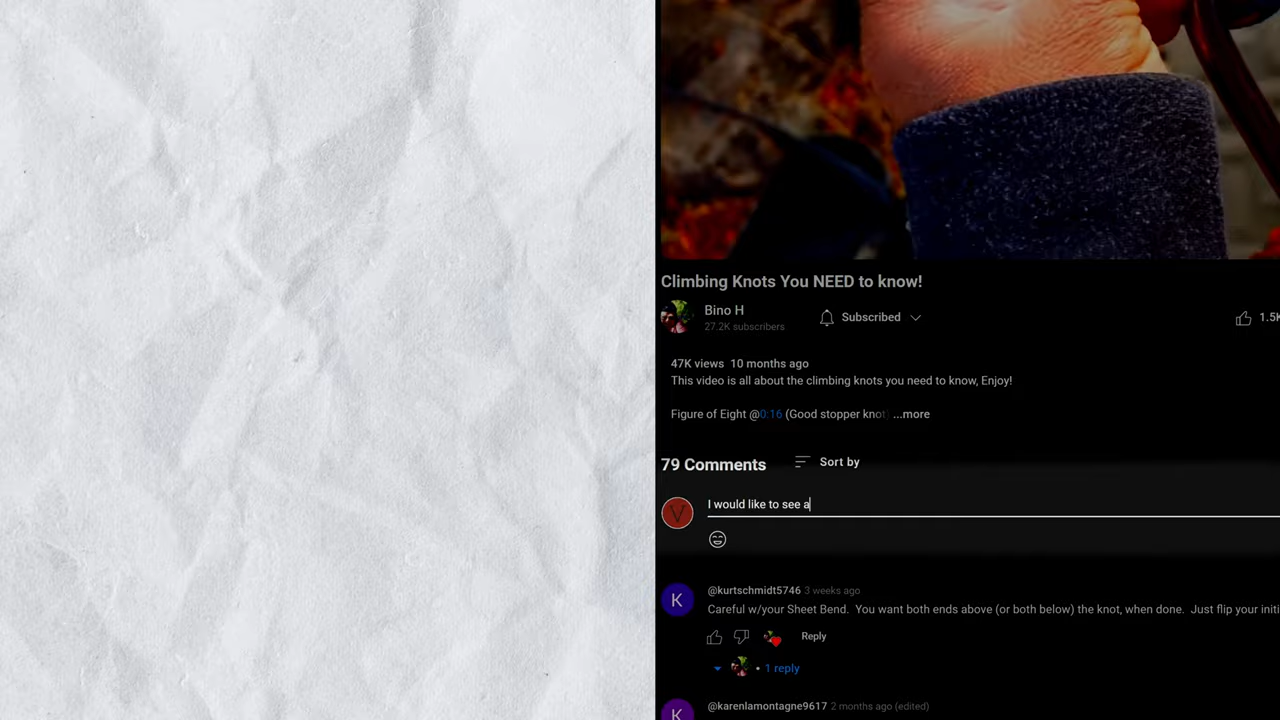 Climbing Knots You NEED to know!
Bino H
27.2K subscribers
Subscribed
1.5K
47K views 10 months ago
This video is all about the climbing knots you need to know, Enjoy!
Figure of Eight @0:16 (Good stopper knot) ...more
79 Comments
Sort by
V
I would like to see a
K
@kurtschmidt5746 3 weeks ago
Careful w/your Sheet Bend. You want both ends above (or both below) the knot, when done. Just flip your initi
Reply
• 1 reply
K
@karenlamontagne9617 2 months ago (edited)